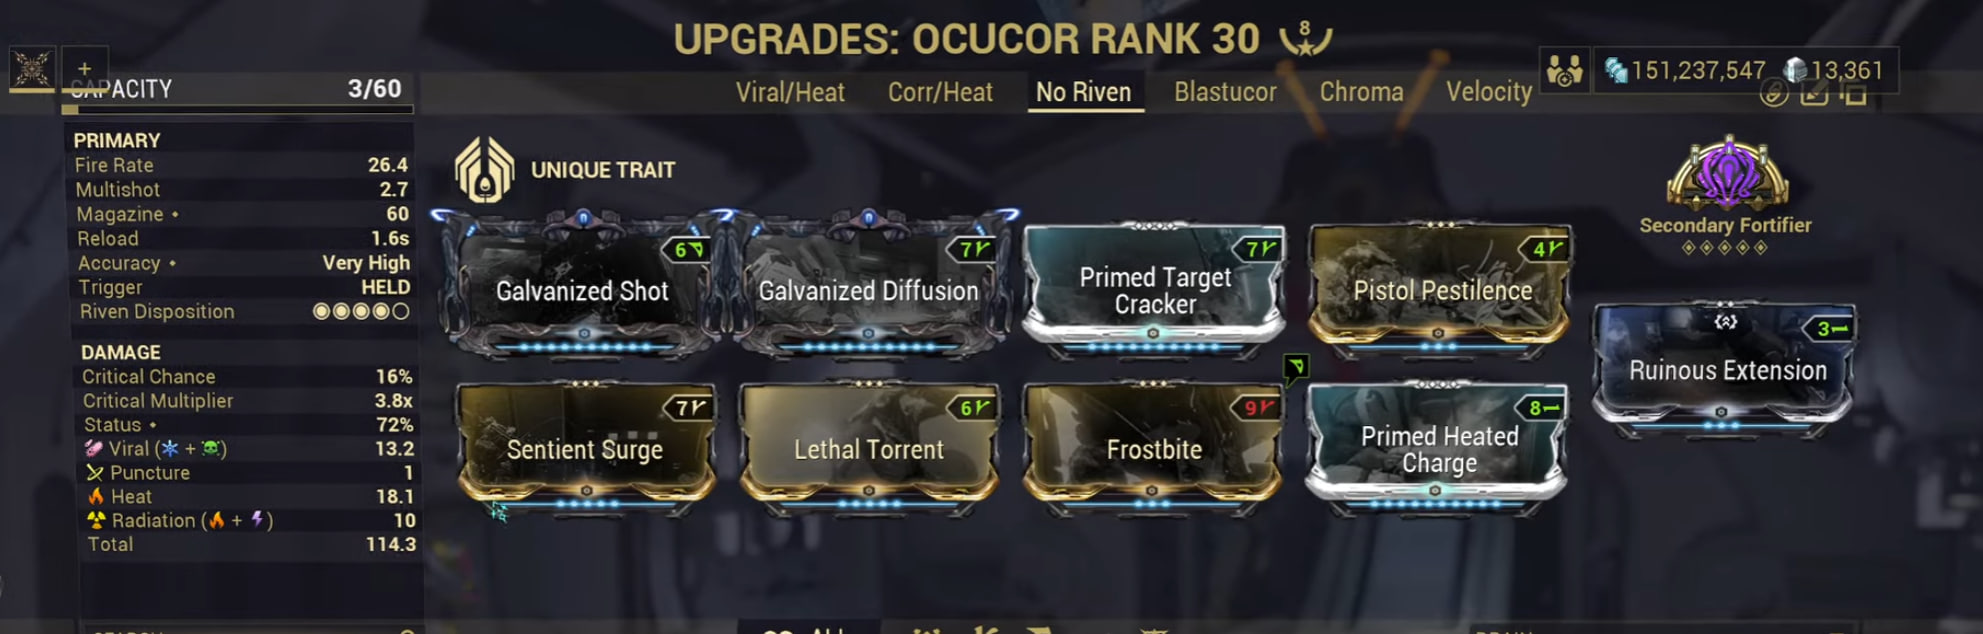 UPGRADES: OCUCOR RANK 30 8
+
CAPACITY 3/60
Viral/Heat Corr/Heat No Riven Blastucor Chroma Velocity
151,237,547 13,361
PRIMARY
Fire Rate 26.4
Multishot 2.7
Magazine 60
Reload 1.6s
Accuracy Very High
Trigger HELD
Riven Disposition
DAMAGE
Critical Chance 16%
Critical Multiplier 3.8x
Status 72%
Viral ( + ) 13.2
Puncture 1
Heat 18.1
Radiation ( + ) 10
Total 114.3
UNIQUE TRAIT
6
Galvanized Shot
7
Galvanized Diffusion
7
Primed Target
Cracker
4
Pistol Pestilence
Secondary Fortifier
3
Ruinous Extension
7
Sentient Surge
6
Lethal Torrent
9
Frostbite
8
Primed Heated
Charge